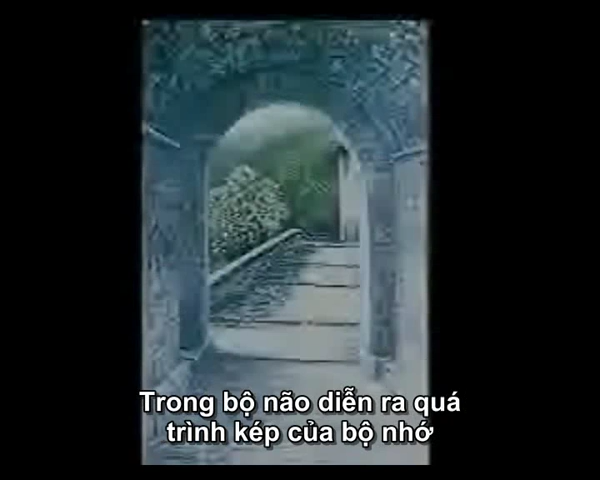 Trong bộ não diễn ra quá
trình kép của bộ nhớ